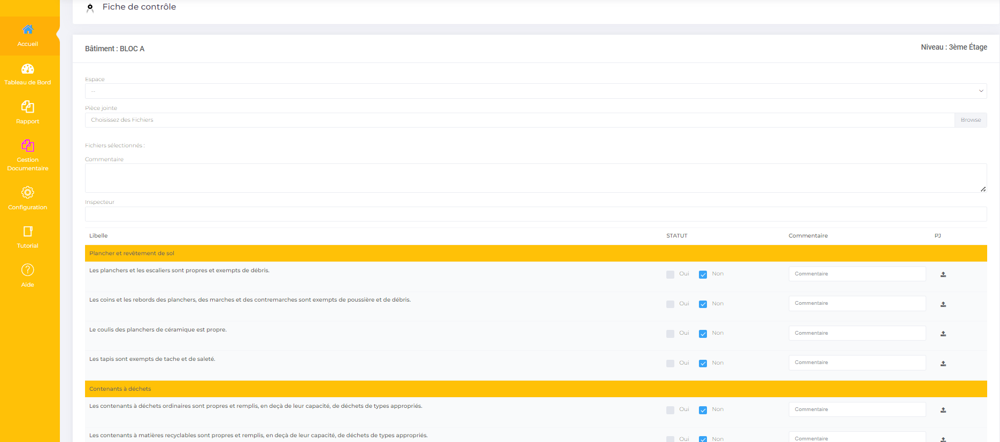 Fiche de contrôle
Accueil
Tableau de Bord
Rapport
Gestion
Documentaire
Configuration
Tutorial
Aide
Bâtiment : BLOC A
Niveau : 3ème Étage
Espace
--
Pièce jointe
Choisissez des Fichiers
Browse
Fichiers sélectionnés :
Commentaire
Inspecteur
Libelle STATUT Commentaire PJ
Plancher et revêtement de sol
Les planchers et les escaliers sont propres et exempts de débris. Oui Non Commentaire
Les coins et les rebords des planchers, des marches et des contremarches sont exempts de poussière et de débris. Oui Non Commentaire
Le coulis des planchers de céramique est propre. Oui Non Commentaire
Les tapis sont exempts de tache et de saleté. Oui Non Commentaire
Contenants à déchets
Les contenants à déchets ordinaires sont propres et remplis, en deçà de leur capacité, de déchets de types appropriés. Oui Non Commentaire
Les contenants à matières recyclables sont propres et remplis, en deçà de leur capacité, de déchets de types appropriés. Oui Non Commentaire